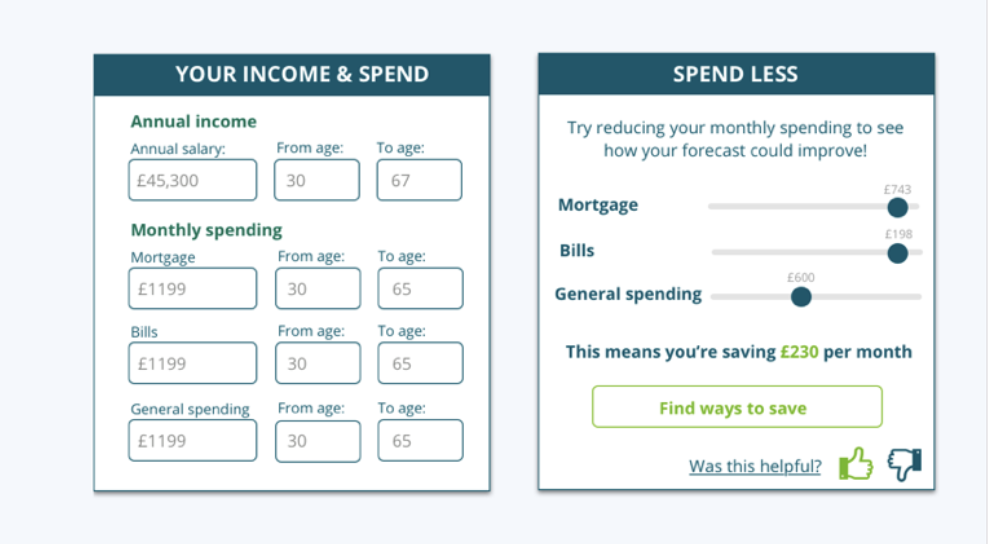 YOUR INCOME & SPEND
Annual income
Annual salary: From age: To age:
£45,300 30 67
Monthly spending
Mortgage From age: To age:
£1199 30 65
Bills From age: To age:
£1199 30 65
General spending From age: To age:
£1199 30 65
SPEND LESS
Try reducing your monthly spending to see
how your forecast could improve!
£743
Mortgage
£198
Bills
£600
General spending
This means you’re saving £230 per month
Find ways to save
Was this helpful?